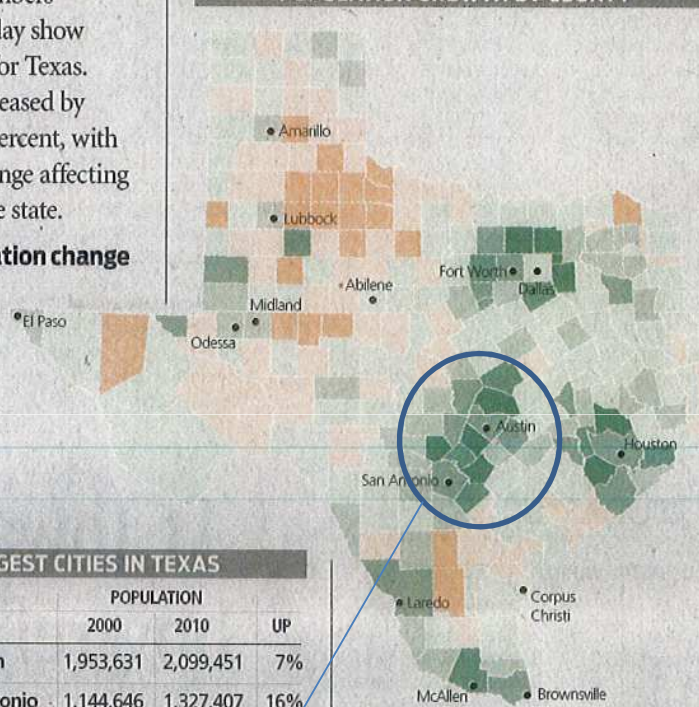 lay show
or Texas.
eased by
ercent, with
nge affecting
e state.
ation change
Amarillo
Lubbock
Abilene
Fort Worth
Dallas
El Paso
Midland
Odessa
Austin
Houston
San Antonio
Laredo
Corpus
Christi
McAllen
Brownsville
GEST CITIES IN TEXAS
POPULATION
2000 2010 UP
n 1,953,631 2,099,451 7%
onio 1,144,646 1,327,407 16%